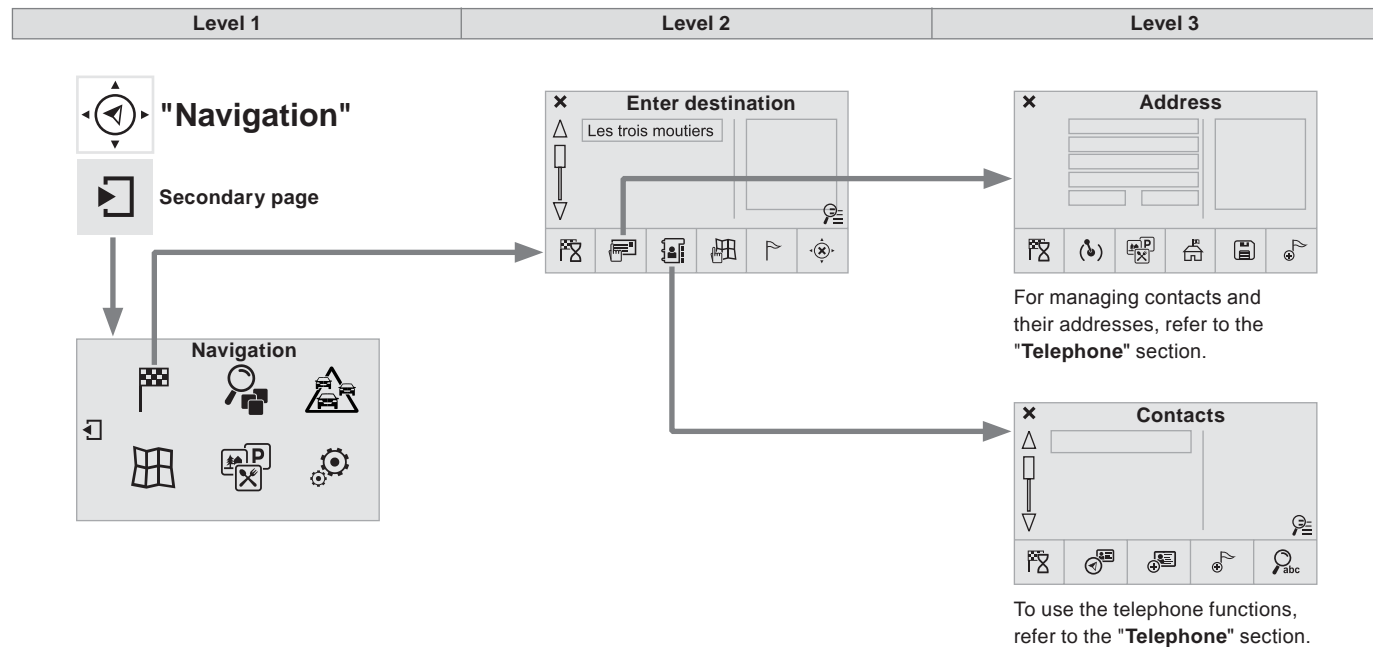 Level 1
Level 2
Level 3
"Navigation"
Secondary page
Navigation
P
Enter destination
Les trois moutiers
Address
P
For managing contacts and
their addresses, refer to the
"Telephone" section.
Contacts
abc
To use the telephone functions,
refer to the "Telephone" section.